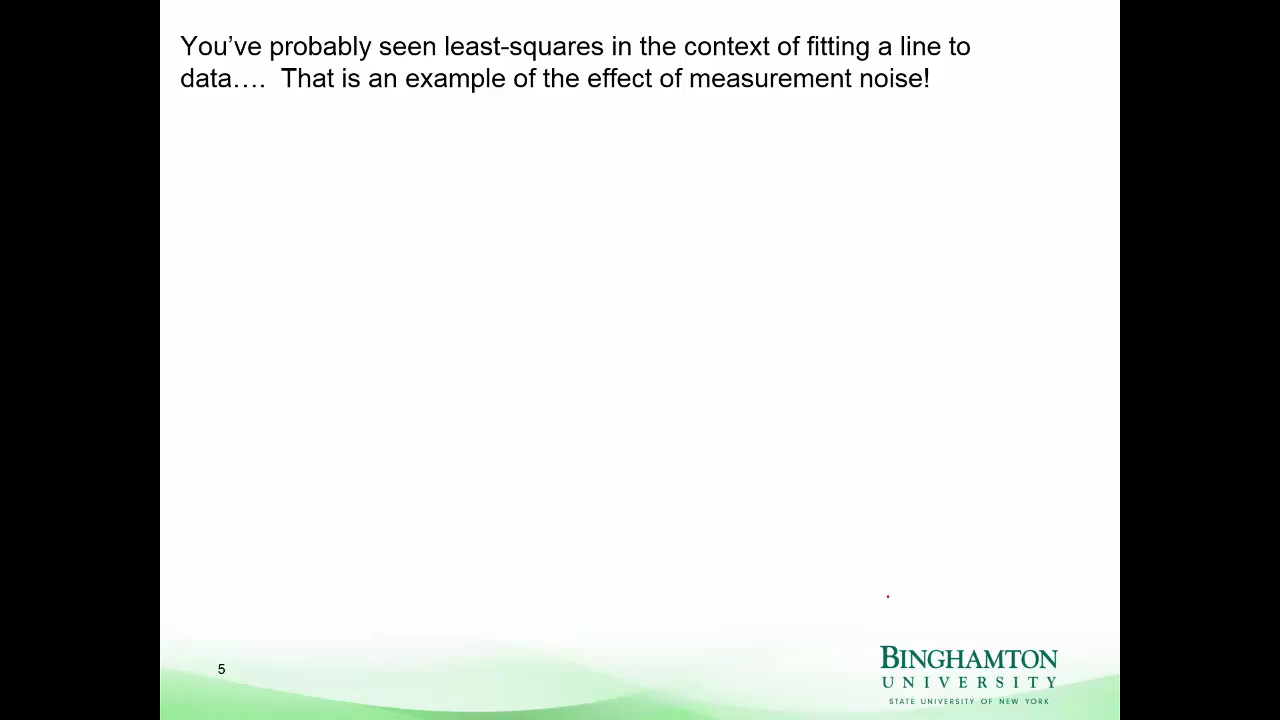 You’ve probably seen least-squares in the context of fitting a line to
data…. That is an example of the effect of measurement noise!
5
BINGHAMTON
UNIVERSITY
STATE UNIVERSITY OF NEW YORK